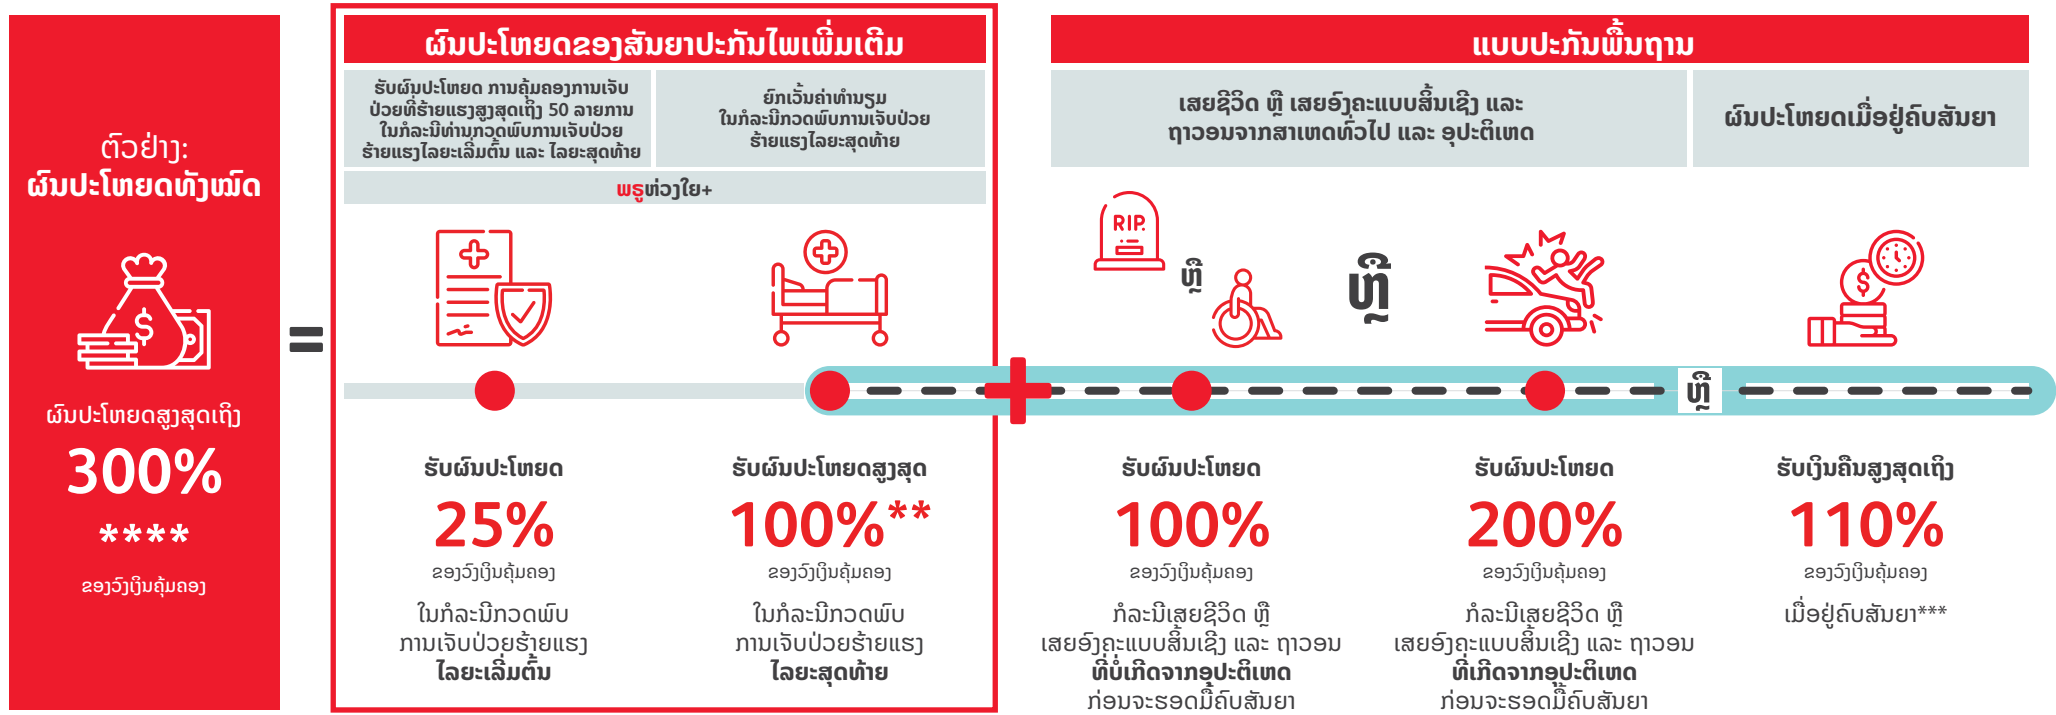 ຕົວຢ່າງ:
ຜົນປະໂຫຍດທັງໝົດ
$
ຜົນປະໂຫຍດສູງສຸດເຖິງ
300%
****
ຂອງວົງເງິນຄຸ້ມຄອງ
=
ຜົນປະໂຫຍດຂອງສັນຍາປະກັນໄພເພີ່ມເຕີມ
ຮັບຜົນປະໂຫຍດ ການຄຸ້ມຄອງການເຈັບ
ປ່ວຍທີ່ຮ້າຍແຮງສູງສຸດເຖິງ 50 ລາຍການ
ໃນກໍລະນີທ່ານກວດພົບການເຈັບປ່ວຍ
ຮ້າຍແຮງໄລຍະເລີ່ມຕົ້ນ ແລະ ໄລຍະສຸດທ້າຍ
ຍົກເວັ້ນຄ່າທຳນຽມ
ໃນກໍລະນີກວດພົບການເຈັບປ່ວຍ
ຮ້າຍແຮງໄລຍະສຸດທ້າຍ
ພຣູຫ່ວງໃຍ+
ຮັບຜົນປະໂຫຍດ
25%
ຂອງວົງເງິນຄຸ້ມຄອງ
ໃນກໍລະນີກວດພົບ
ການເຈັບປ່ວຍຮ້າຍແຮງ
ໄລຍະເລີ່ມຕົ້ນ
ຮັບຜົນປະໂຫຍດສູງສຸດ
100%**
ຂອງວົງເງິນຄຸ້ມຄອງ
ໃນກໍລະນີກວດພົບ
ການເຈັບປ່ວຍຮ້າຍແຮງ
ໄລຍະສຸດທ້າຍ
ແບບປະກັນພື້ນຖານ
ເສຍຊີວິດ ຫຼື ເສຍອົງຄະແບບສິ້ນເຊີງ ແລະ
ຖາວອນຈາກສາເຫດທົ່ວໄປ ແລະ ອຸປະຕິເຫດ
ຜົນປະໂຫຍດເມື່ອຢູ່ຄົບສັນຍາ
RIP.
ຫຼື
ຫຼື
$
ຫຼື
ຮັບຜົນປະໂຫຍດ
100%
ຂອງວົງເງິນຄຸ້ມຄອງ
ກໍລະນີເສຍຊີວິດ ຫຼື
ເສຍອົງຄະແບບສິ້ນເຊີງ ແລະ ຖາວອນ
ທີ່ບໍ່ເກີດຈາກອຸປະຕິເຫດ
ກ່ອນຈະຮອດມື້ຄົບສັນຍາ
ຮັບຜົນປະໂຫຍດ
200%
ຂອງວົງເງິນຄຸ້ມຄອງ
ກໍລະນີເສຍຊີວິດ ຫຼື
ເສຍອົງຄະແບບສິ້ນເຊີງ ແລະ ຖາວອນ
ທີ່ເກີດຈາກອຸປະຕິເຫດ
ກ່ອນຈະຮອດມື້ຄົບສັນຍາ
ຮັບເງິນຄືນສູງສຸດເຖິງ
110%
ຂອງວົງເງິນຄຸ້ມຄອງ
ເມື່ອຢູ່ຄົບສັນຍາ***